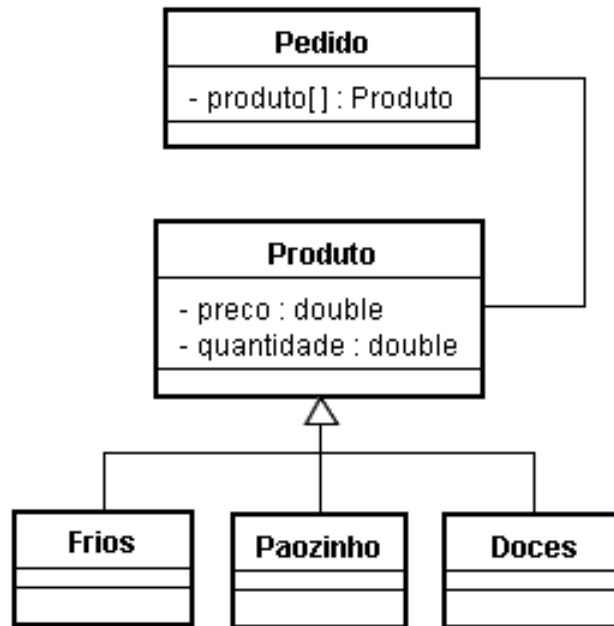 Pedido
- produto[] : Produto
Produto
- preco : double
- quantidade : double
Frios
Paozinho
Doces